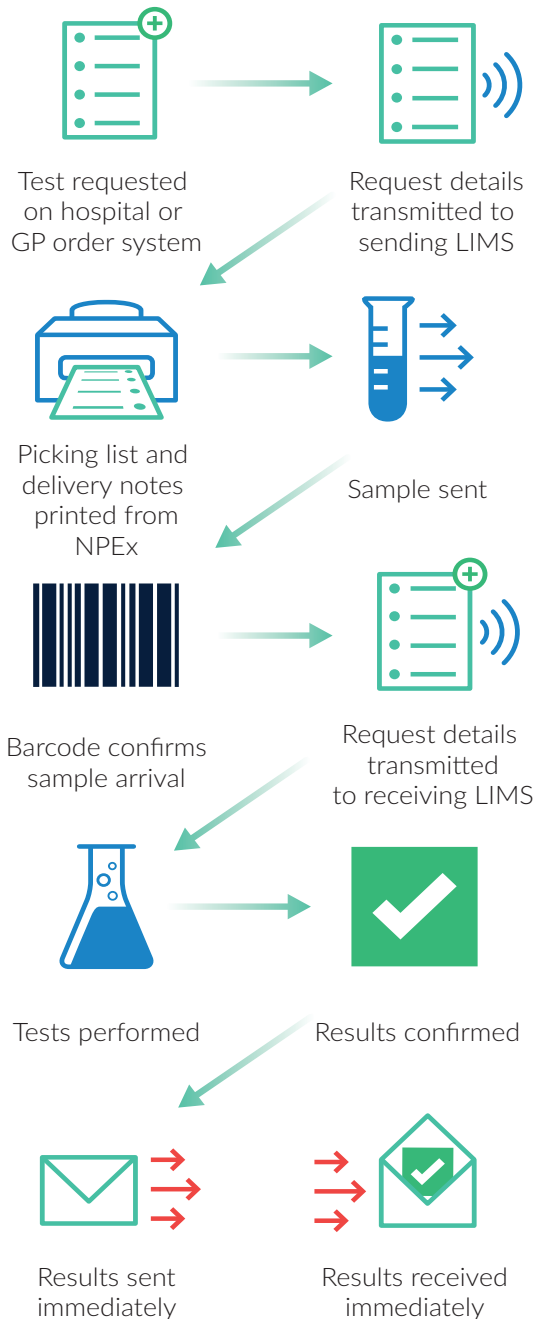 Test requested
on hospital or
GP order system
Request details
transmitted to
sending LIMS
Picking list and
delivery notes
printed from
NPEx
Sample sent
Barcode confirms
sample arrival
Request details
transmitted
to receiving LIMS
Tests performed
Results confirmed
Results sent
immediately
Results received
immediately